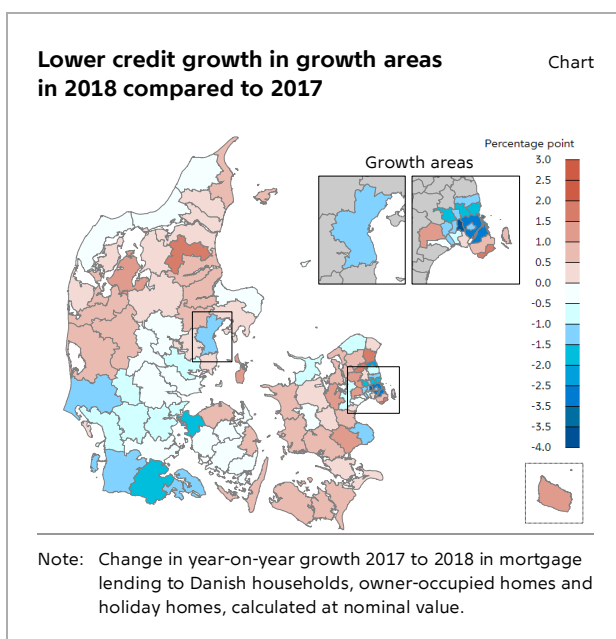 Lower credit growth in growth areas
in 2018 compared to 2017
Chart
Percentage point
Growth areas
3.0
2.5
2.0
1.5
1.0
0.5
0.0
-0.5
-1.0
-1.5
-2.0
-2.5
-3.5
-3.5
-4.0
Note: Change in year-on-year growth 2017 to 2018 in mortgage
lending to Danish households, owner-occupied homes and
holiday homes, calculated at nominal value.